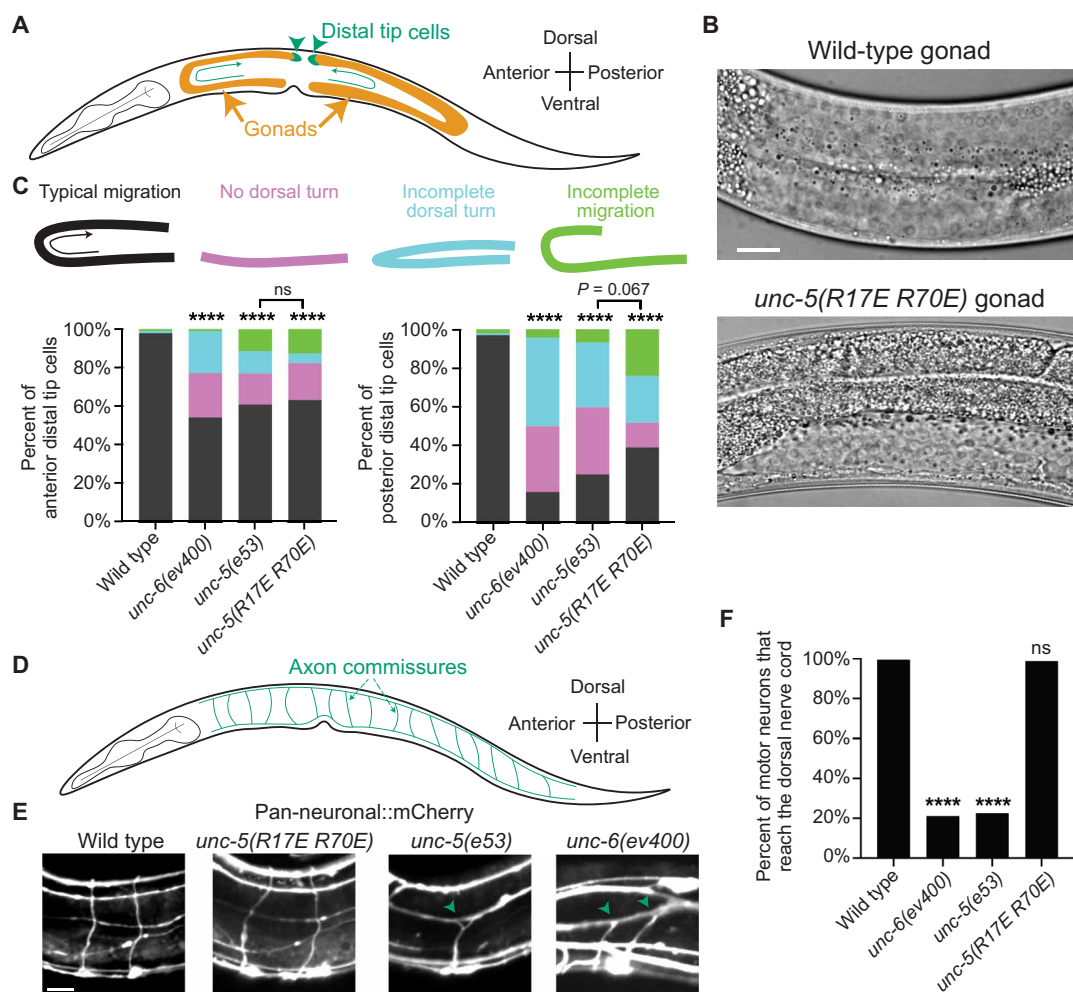 A
Distal tip cells
Dorsal
Anterior
Posterior
Ventral
Gonads
B
Wild-type gonad
unc-5(R17E R70E) gonad
C
Typical migration
No dorsal turn
Incomplete
dorsal turn
Incomplete
migration
ns
**** **** ****
100%
80%
60%
40%
20%
0%
Percent of
anterior distal tip cells
Wild type
unc-6(ev400)
unc-5(e53)
unc-5(R17E R70E)
P = 0.067
**** **** ****
100%
80%
60%
40%
20%
0%
Percent of
posterior distal tip cells
Wild type
unc-6(ev400)
unc-5(e53)
unc-5(R17E R70E)
D
Axon commissures
Dorsal
Anterior
Posterior
Ventral
E
Pan-neuronal::mCherry
Wild type
unc-5(R17E R70E)
unc-5(e53)
unc-6(ev400)
F
ns
**** ****
100%
80%
60%
40%
20%
0%
Percent of motor neurons that
reach the dorsal nerve cord
Wild type
unc-6(ev400)
unc-5(e53)
unc-5(R17E R70E)